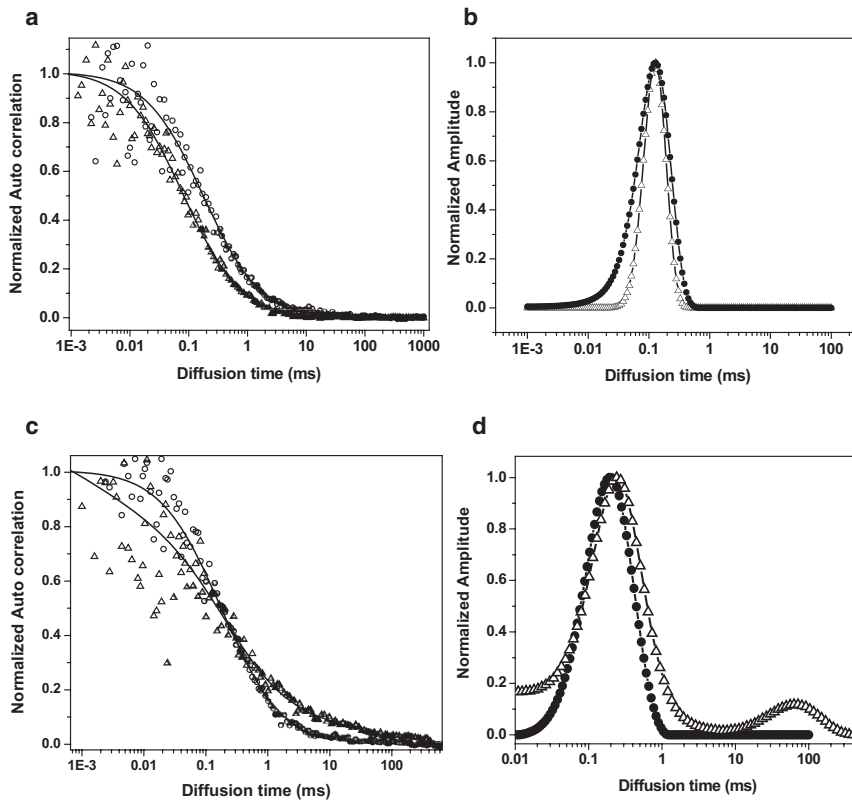 a
Normalized Auto correlation
1.0
0.8
0.6
0.4
0.2
0.0
1E-3 0.01 0.1 1 10 100 1000
Diffusion time (ms)
b
Normalized Amplitude
1.0
0.8
0.6
0.4
0.2
0.0
1E-3 0.01 0.1 1 10 100
Diffusion time (ms)
c
Normalized Auto correlation
1.0
0.8
0.6
0.4
0.2
0.0
1E-3 0.01 0.1 1 10 100
Diffusion time (ms)
d
Normalized Amplitude
1.0
0.8
0.6
0.4
0.2
0.0
0.01 0.1 1 10 100
Diffusion time (ms)